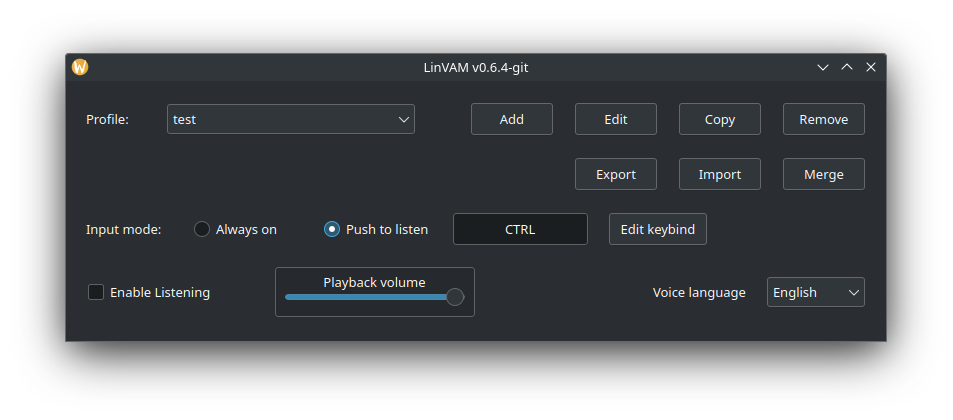 LinVAM v0.6.4-git
Profile: test Add Edit Copy Remove
Export Import Merge
Input mode: Always on Push to listen CTRL Edit keybind
Playback volume
Enable Listening Voice language English